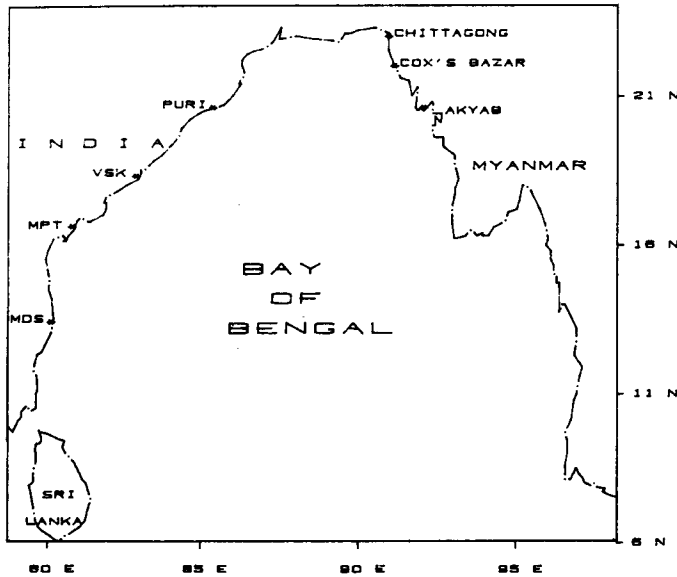 CHITTAGONG
COX'S BAZAR
PURI
AKYAB
21 N
INDIA
VSK
MYANMAR
MPT
16 N
BAY
OF
BENGAL
MDS
11 N
SRI
LANKA
6 N
80 E
85 E
90 E
95 E